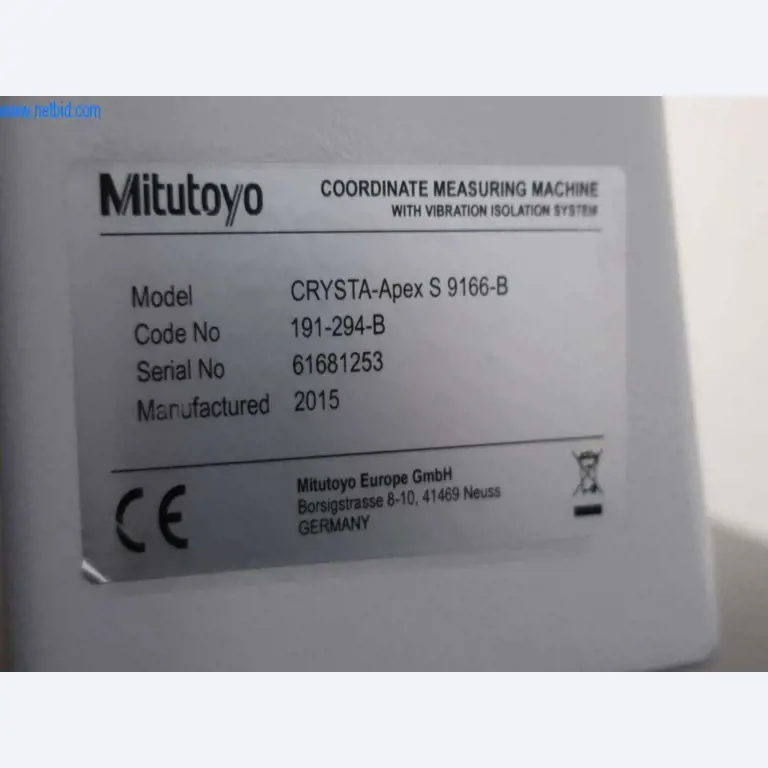 www.netbid.com
Mitutoyo
COORDINATE MEASURING MACHINE
WITH VIBRATION ISOLATION SYSTEM
Model CRYSTA-Apex S 9166-B
Code No 191-294-B
Serial No 61681253
Manufactured 2015
CE
Mitutoyo Europe GmbH
Borsigstrasse 8-10, 41469 Neuss
GERMANY